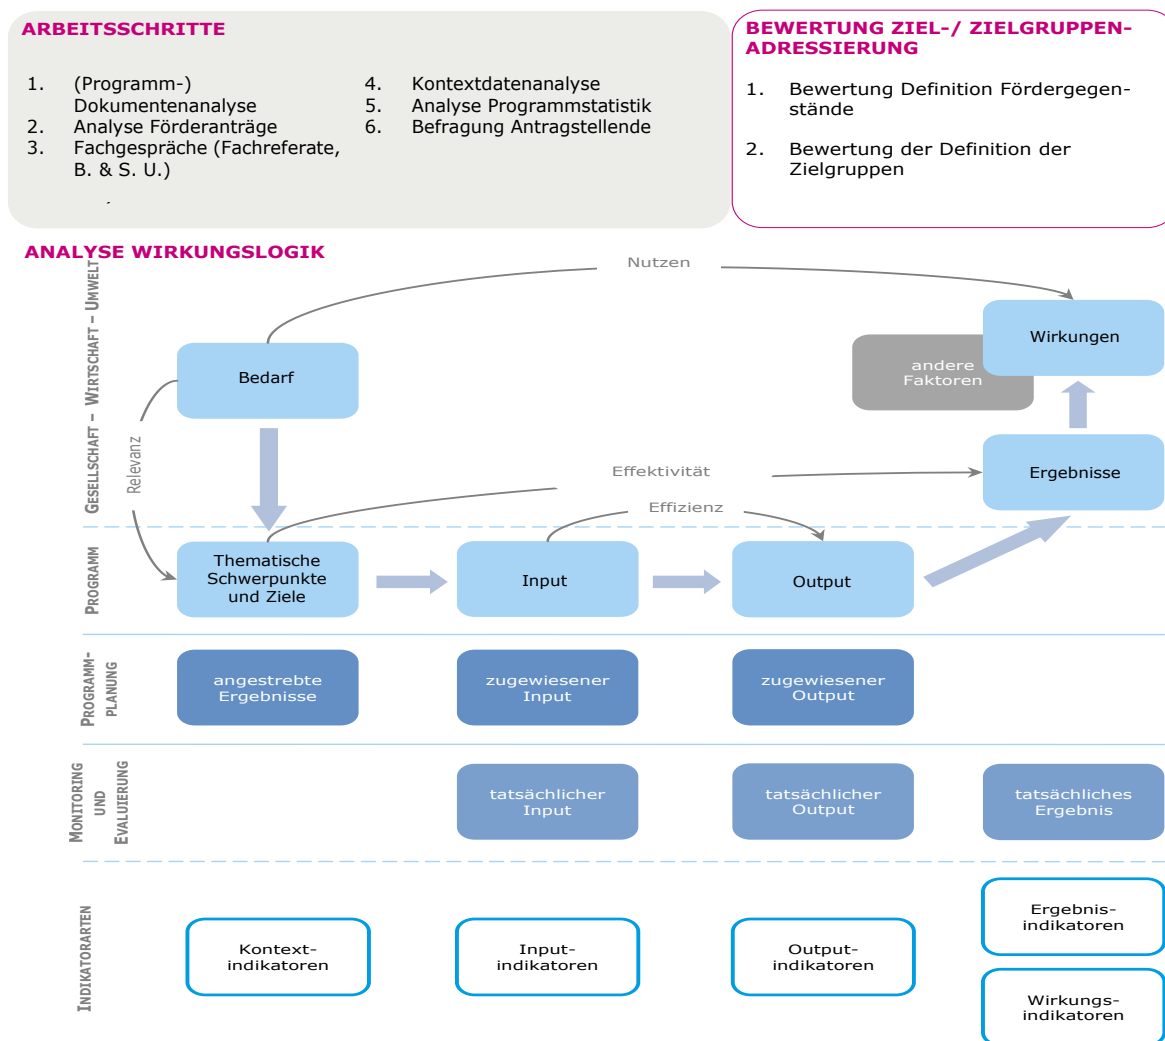 ARBEITSSCHRITTE
1. (Programm-)
Dokumentenanalyse
2. Analyse Förderanträge
3. Fachgespräche (Fachreferate,
B. & S. U.)
4. Kontextdatenanalyse
5. Analyse Programmstatistik
6. Befragung Antragstellende
BEWERTUNG ZIEL-/ ZIELGRUPPEN-
ADRESSIERUNG
1. Bewertung Definition Fördergegen-
stände
2. Bewertung der Definition der
Zielgruppen
ANALYSE WIRKUNGSLOGIK
GESELLSCHAFT – WIRTSCHAFT – UMWELT
Nutzen
Bedarf
Wirkungen
andere
Faktoren
Relevanz
Effektivität
Ergebnisse
Effizienz
PROGRAMM
Thematische
Schwerpunkte
und Ziele
Input
Output
PROGRAMM-
PLANUNG
angestrebte
Ergebnisse
zugewiesener
Input
zugewiesener
Output
MONITORING
UND
EVALUIERUNG
tatsächlicher
Input
tatsächlicher
Output
tatsächliches
Ergebnis
INDIKATORARTEN
Kontext-
indikatoren
Input-
indikatoren
Output-
indikatoren
Ergebnis-
indikatoren
Wirkungs-
indikatoren